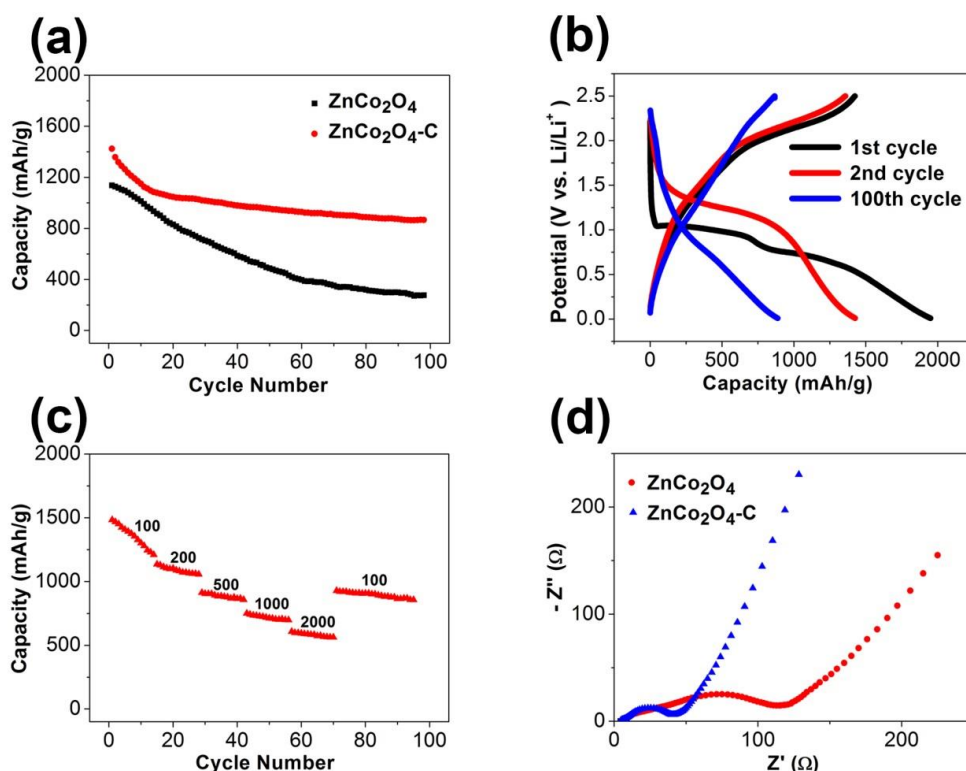 (a)
2000
1600
1200
800
400
0
Capacity (mAh/g)
ZnCo₂O₄
ZnCo₂O₄-C
0 20 40 60 80 100
Cycle Number
(b)
2.5
2.0
1.5
1.0
0.5
0.0
Potential (V vs. Li/Li⁺)
1st cycle
2nd cycle
100th cycle
0 500 1000 1500 2000
Capacity (mAh/g)
(c)
2000
1500
1000
500
0
Capacity (mAh/g)
100
200
500
1000
2000
100
0 20 40 60 80 100
Cycle Number
(d)
200
100
0
- Z'' (Ω)
ZnCo₂O₄
ZnCo₂O₄-C
0 100 200
Z' (Ω)